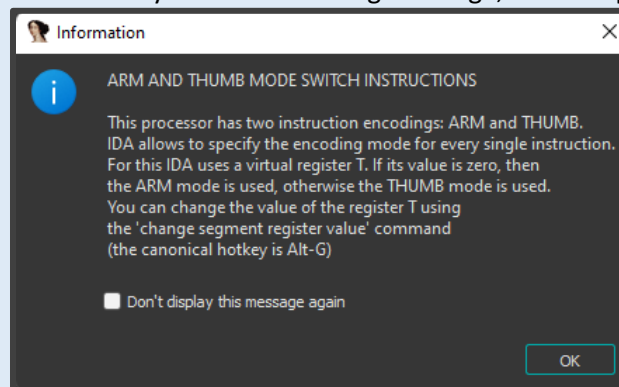 Information
ARM AND THUMB MODE SWITCH INSTRUCTIONS
This processor has two instruction encodings: ARM and THUMB.
IDA allows to specify the encoding mode for every single instruction.
For this IDA uses a virtual register T. If its value is zero, then
the ARM mode is used, otherwise the THUMB mode is used.
You can change the value of the register T using
the 'change segment register value' command
(the canonical hotkey is Alt-G)
Don't display this message again
OK